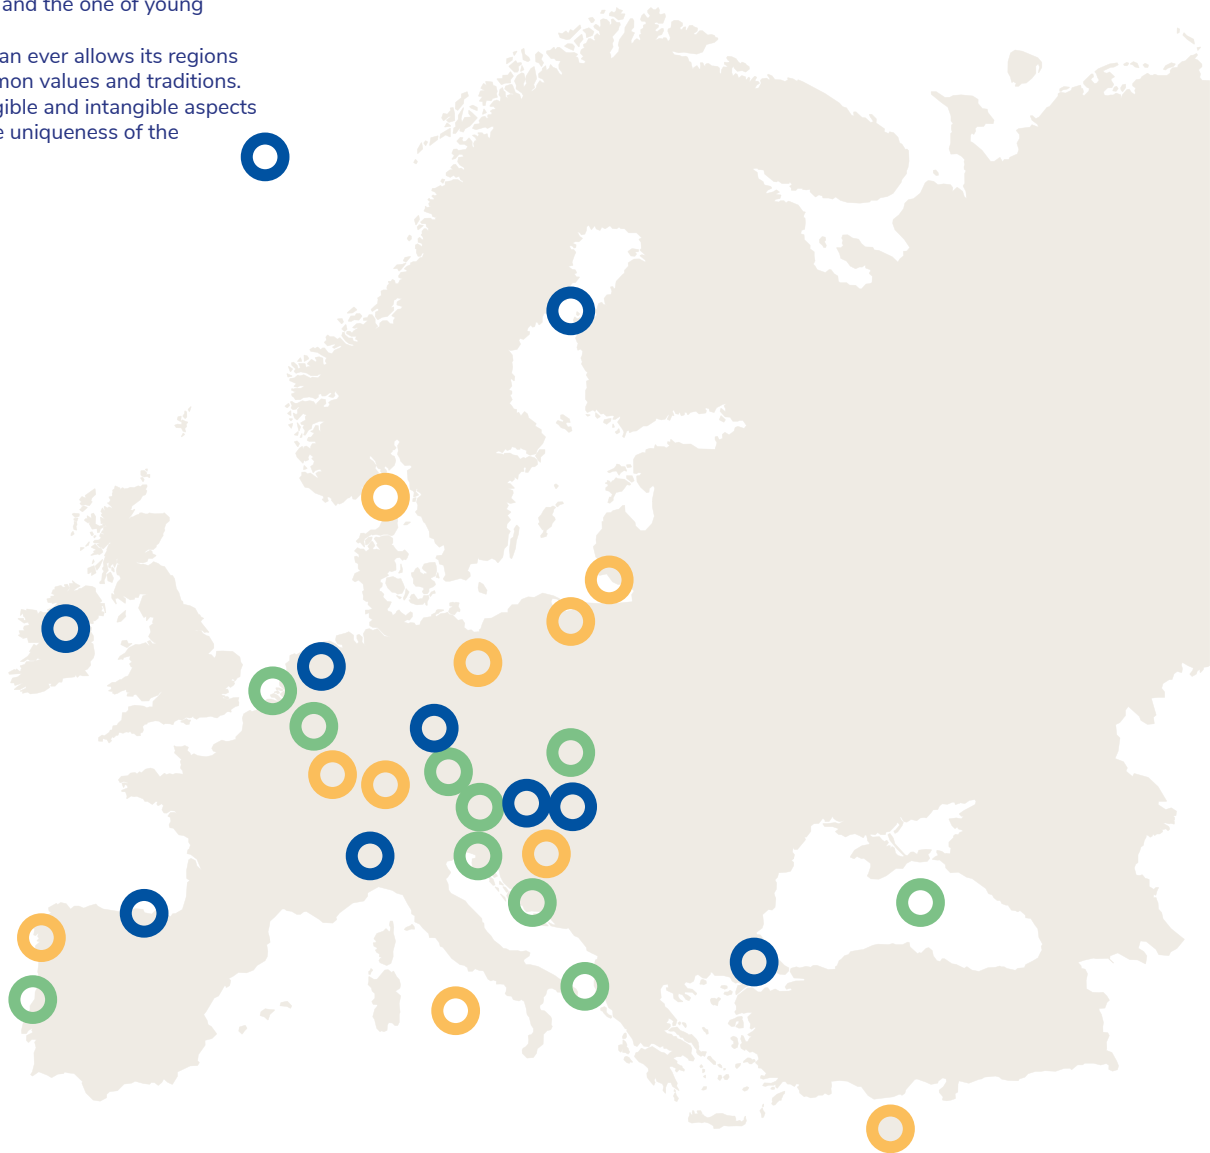 and the one of young
an ever allows its regions
mon values and traditions.
gible and intangible aspects
e uniqueness of the